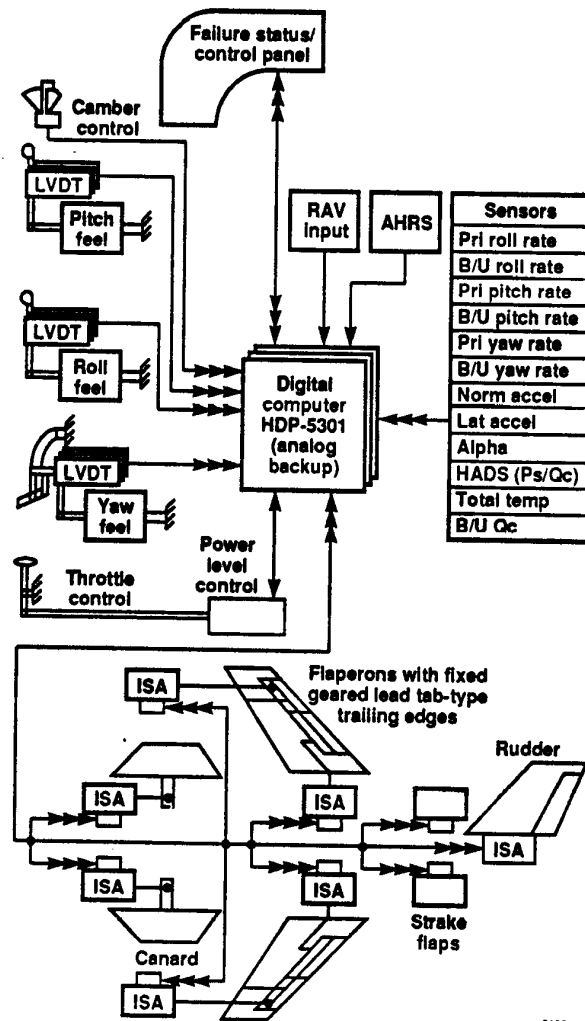 Failure status/
control panel
Camber
control
LVDT
Pitch
feel
RAV
input
AHRS
Sensors
Pri roll rate
B/U roll rate
Pri pitch rate
B/U pitch rate
Pri yaw rate
B/U yaw rate
Norm accel
Lat accel
Alpha
HADS (Ps/Qc)
Total temp
B/U Qc
LVDT
Roll
feel
Digital
computer
HDP-5301
(analog
backup)
LVDT
Yaw
feel
Power
level
control
Throttle
control
ISA
Flaperons with fixed
geared lead tab-type
trailing edges
Rudder
ISA
ISA
ISA
ISA
ISA
Strake
flaps
Canard
ISA